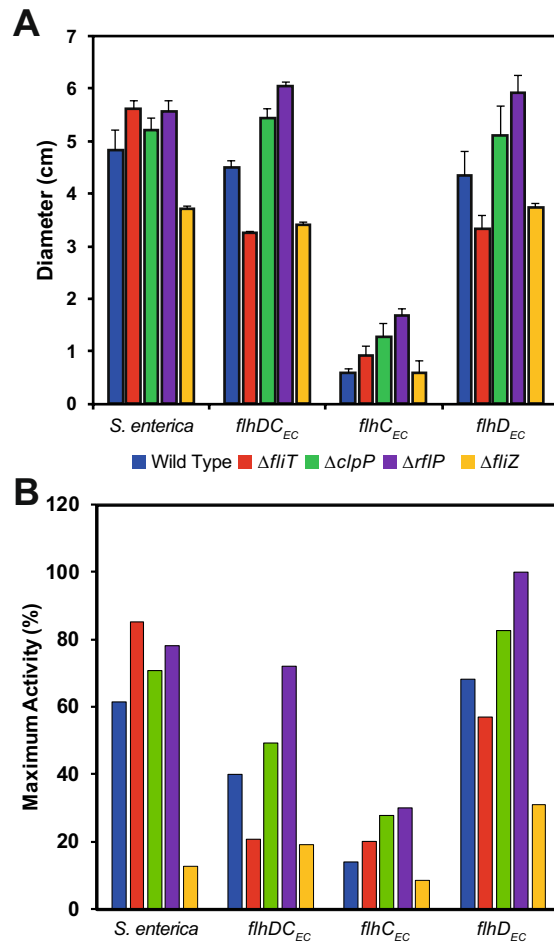 A
Diameter (cm)
7
6
5
4
3
2
1
0
S. enterica flhDC_EC flhC_EC flhD_EC
Wild Type ΔfliT ΔclpP ΔrflP ΔfliZ
B
Maximum Activity (%)
120
100
80
60
40
20
0
S. enterica flhDC_EC flhC_EC flhD_EC